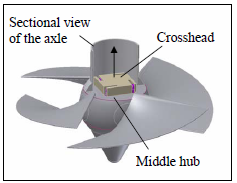 Sectional view
of the axle
Crosshead
Middle hub